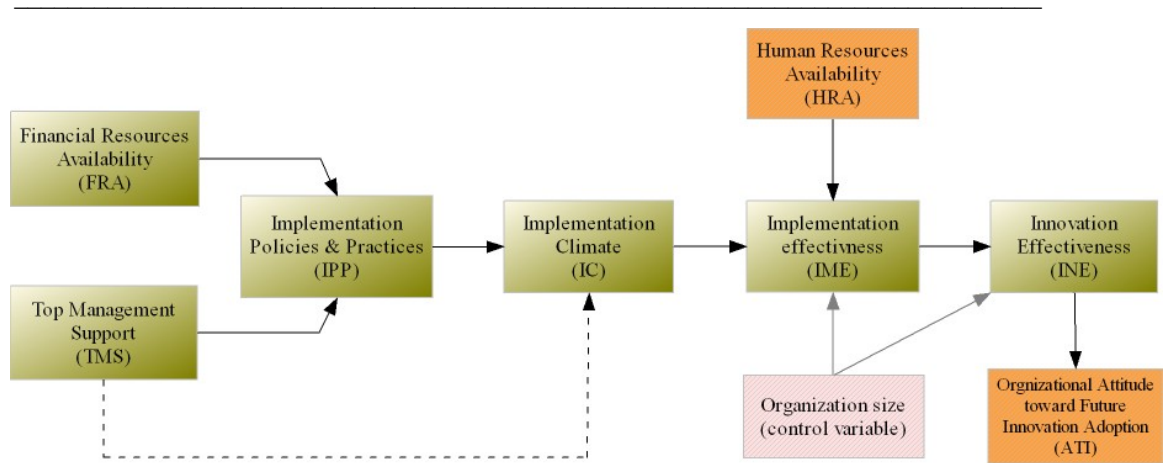 Human Resources
Availability
(HRA)
Financial Resources
Availability
(FRA)
Implementation
Policies & Practices
(IPP)
Implementation
Climate
(IC)
Implementation
effectivness
(IME)
Innovation
Effectiveness
(INE)
Top Management
Support
(TMS)
Organization size
(control variable)
Orgnizational Attitude
toward Future
Innovation Adoption
(ATI)